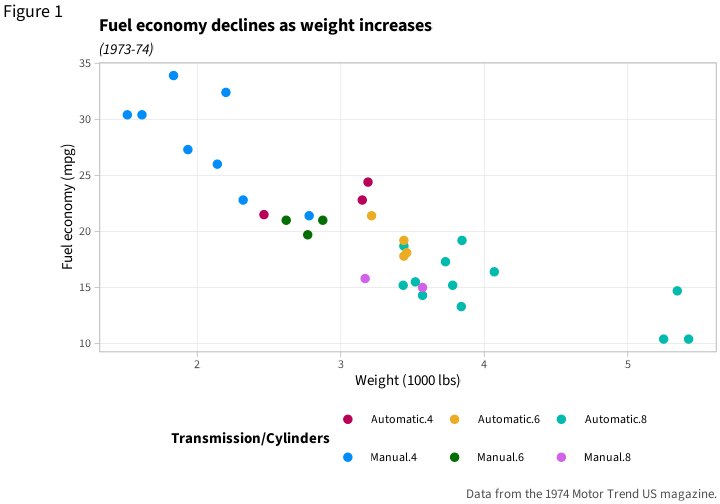 Figure 1
Fuel economy declines as weight increases
(1973-74)
Fuel economy (mpg)
35
30
25
20
15
10
2 3 4 5
Weight (1000 lbs)
Transmission/Cylinders
Automatic.4 Automatic.6 Automatic.8
Manual.4 Manual.6 Manual.8
Data from the 1974 Motor Trend US magazine.